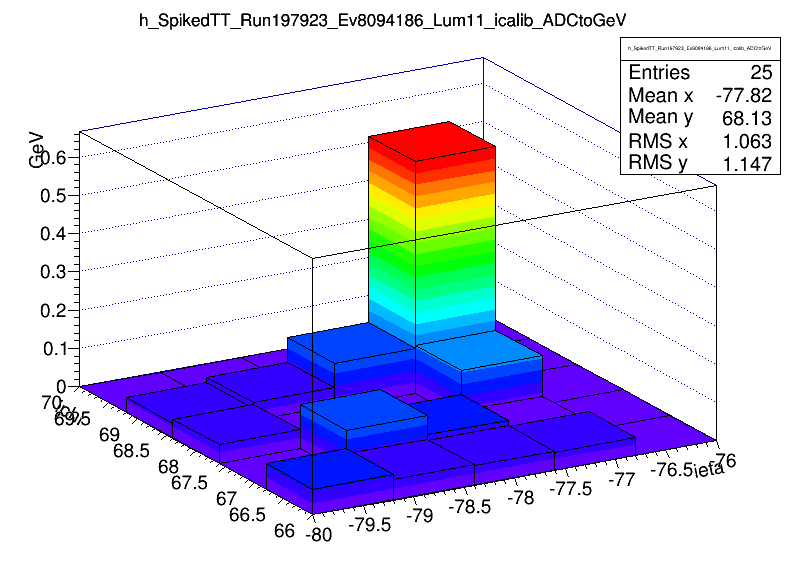 h_SpikedTT_Run197923_Ev8094186_Lum11_icalib_ADCtoGeV
h_SpikedTT_Run197923_Ev8094186_Lum11_icalib_ADCtoGeV
Entries 25
Mean x -77.82
Mean y 68.13
RMS x 1.063
RMS y 1.147
GeV
0.6
0.5
0.4
0.3
0.2
0.1
0
70
69.5
69
68.5
68
67.5
67
66.5
66
-80
-79.5
-79
-78.5
-78
-77.5
-77
-76.5
-76
ieta